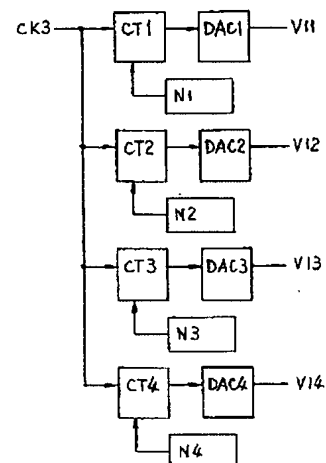 CK3 CT1 DAC1 V11
N1
CT2 DAC2 V12
N2
CT3 DAC3 V13
N3
CT4 DAC4 V14
N4